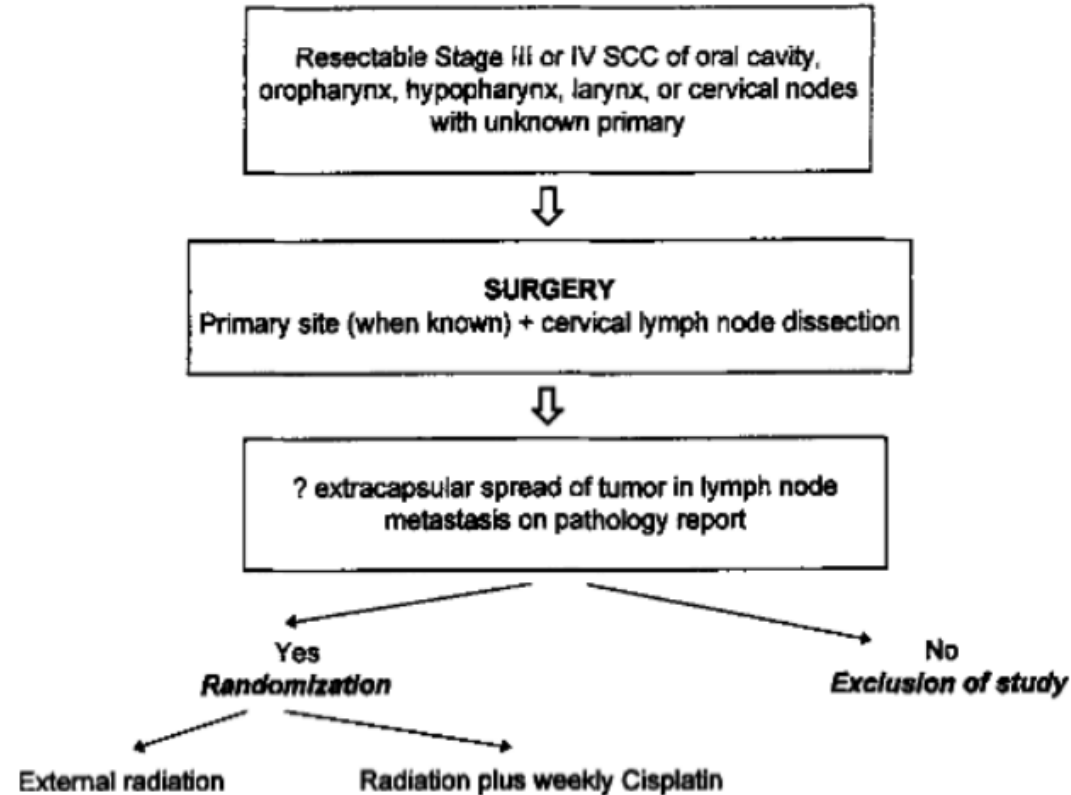 Resectable Stage III or IV SCC of oral cavity,
oropharynx, hypopharynx, larynx, or cervical nodes
with unknown primary
SURGERY
Primary site (when known) + cervical lymph node dissection
? extracapsular spread of tumor in lymph node
metastasis on pathology report
Yes
Randomization
No
Exclusion of study
External radiation
Radiation plus weekly Cisplatin